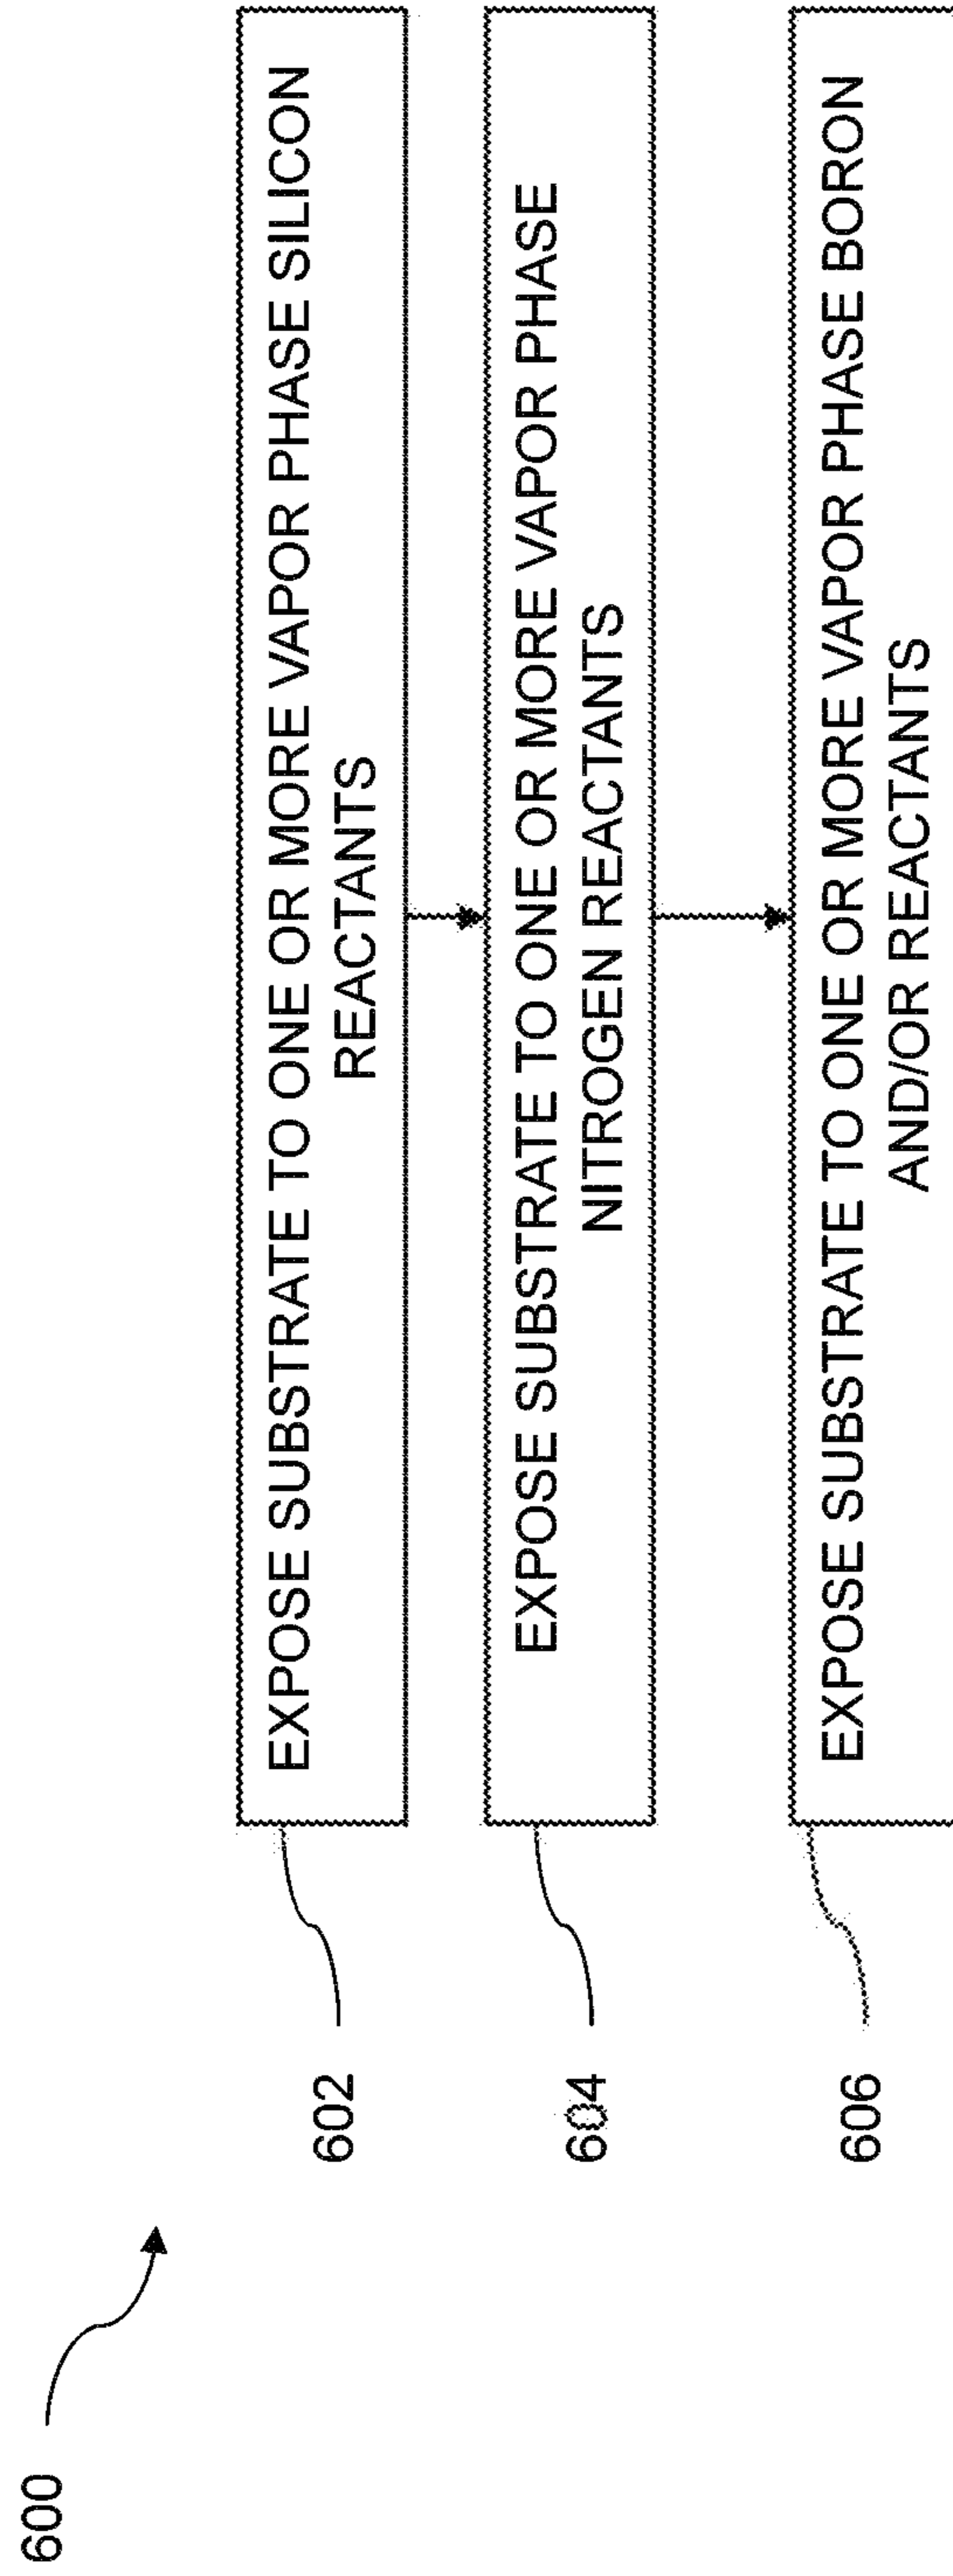 600
602
EXPOSE SUBSTRATE TO ONE OR MORE VAPOR PHASE SILICON
REACTANTS
604
EXPOSE SUBSTRATE TO ONE OR MORE VAPOR PHASE
NITROGEN REACTANTS
606
EXPOSE SUBSTRATE TO ONE OR MORE VAPOR PHASE BORON
AND/OR REACTANTS